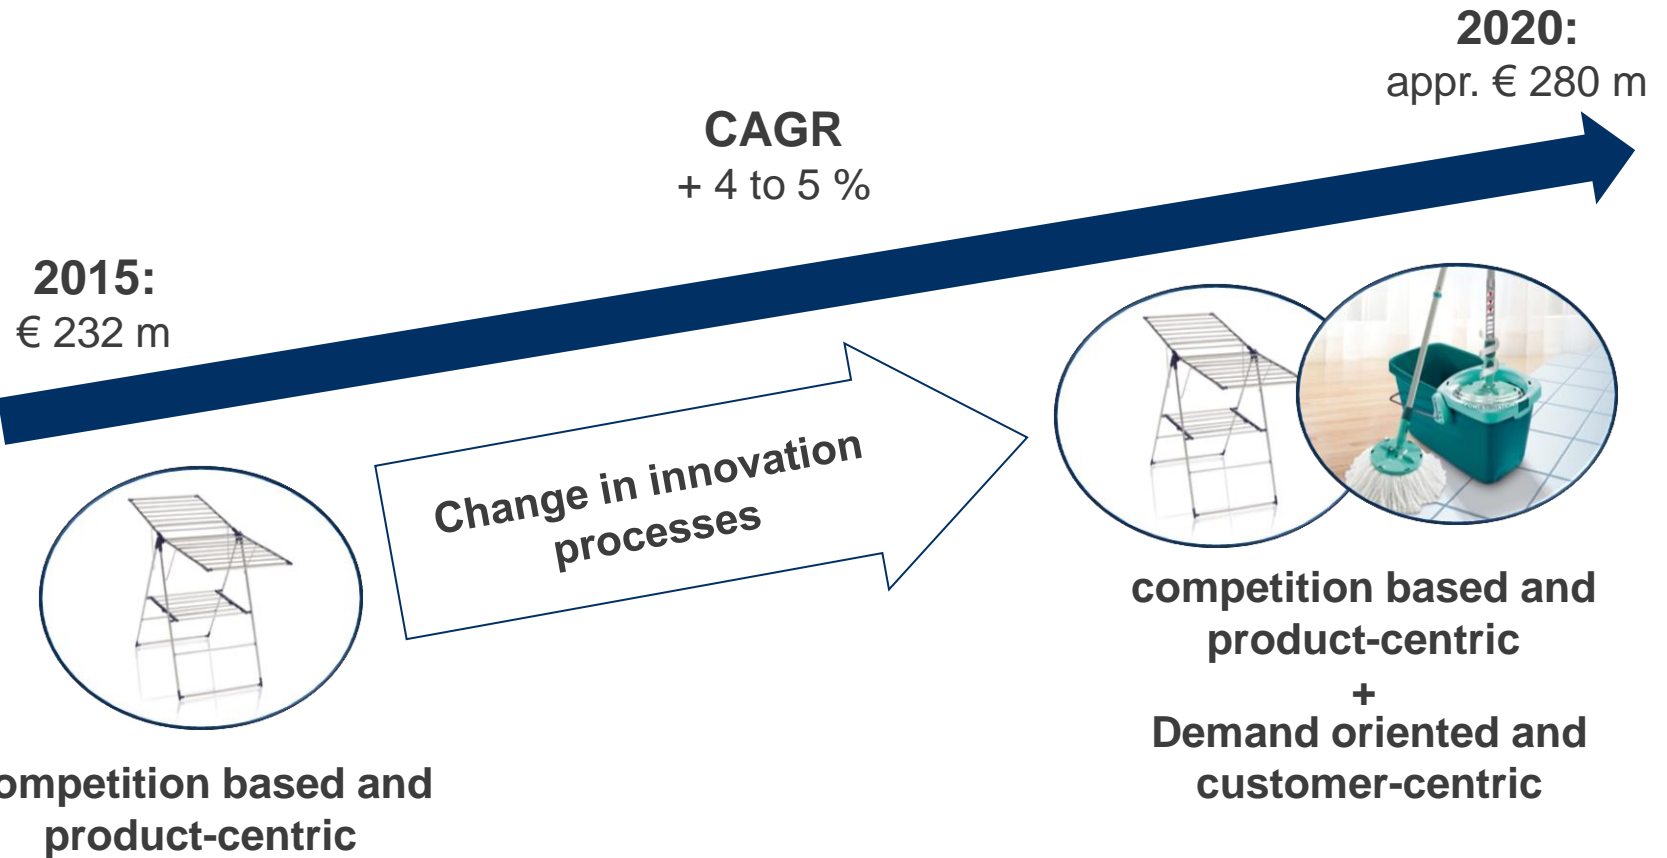 2020:
appr. € 280 m
CAGR
+ 4 to 5 %
2015:
€ 232 m
Change in innovation
processes
competition based and
product-centric
+
Demand oriented and
customer-centric
ompetition based and
product-centric